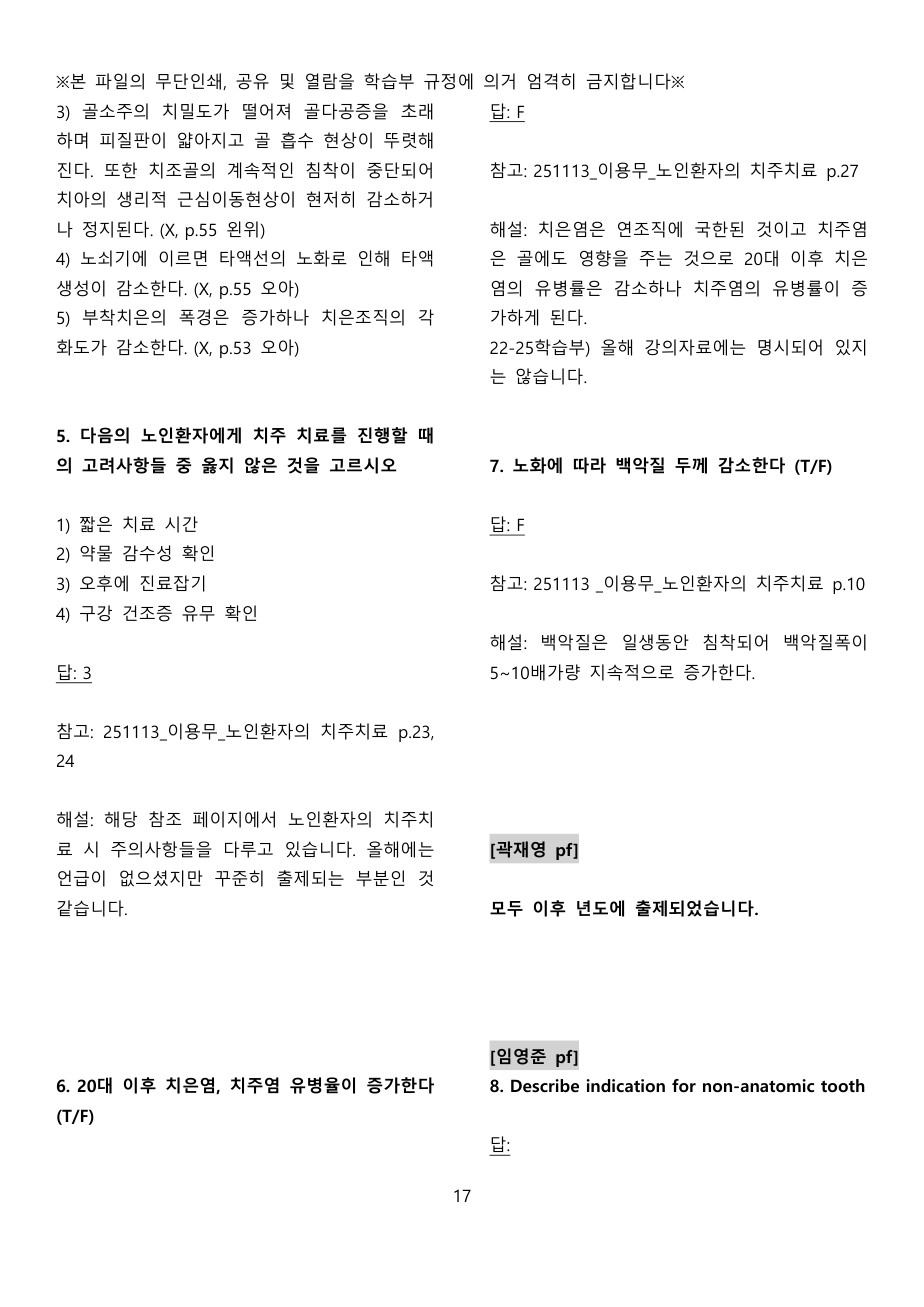 ※본 파일의 무단인쇄, 공유 및 열람을 학습부 규정에 의거 엄격히 금지합니다※
3) 골소주의 치밀도가 떨어져 골다공증을 초래
하며 피질판이 얇아지고 골 흡수 현상이 뚜렷해
진다. 또한 치조골의 계속적인 침착이 중단되어
치아의 생리적 근심이동현상이 현저히 감소하거
나 정지된다. (X, p.55 왼위)
4) 노쇠기에 이르면 타액선의 노화로 인해 타액
생성이 감소한다. (X, p.55 오아)
5) 부착치은의 폭경은 증가하나 치은조직의 각
화도가 감소한다. (X, p.53 오아)
5. 다음의 노인환자에게 치주 치료를 진행할 때
의 고려사항들 중 옳지 않은 것을 고르시오
1) 짧은 치료 시간
2) 약물 감수성 확인
3) 오후에 진료잡기
4) 구강 건조증 유무 확인
답: 3
참고: 251113_이용무_노인환자의 치주치료 p.23,
24
해설: 해당 참조 페이지에서 노인환자의 치주치
료 시 주의사항들을 다루고 있습니다. 올해에는
언급이 없으셨지만 꾸준히 출제되는 부분인 것
같습니다.
6. 20대 이후 치은염, 치주염 유병율이 증가한다
(T/F)
답: F
참고: 251113_이용무_노인환자의 치주치료 p.27
해설: 치은염은 연조직에 국한된 것이고 치주염
은 골에도 영향을 주는 것으로 20대 이후 치은
염의 유병률은 감소하나 치주염의 유병률이 증
가하게 된다.
22-25학습부) 올해 강의자료에는 명시되어 있지
는 않습니다.
7. 노화에 따라 백악질 두께 감소한다 (T/F)
답: F
참고: 251113 _이용무_노인환자의 치주치료 p.10
해설: 백악질은 일생동안 침착되어 백악질폭이
5~10배가량 지속적으로 증가한다.
[곽재영 pf]
모두 이후 년도에 출제되었습니다.
[임영준 pf]
8. Describe indication for non-anatomic tooth
답:
17